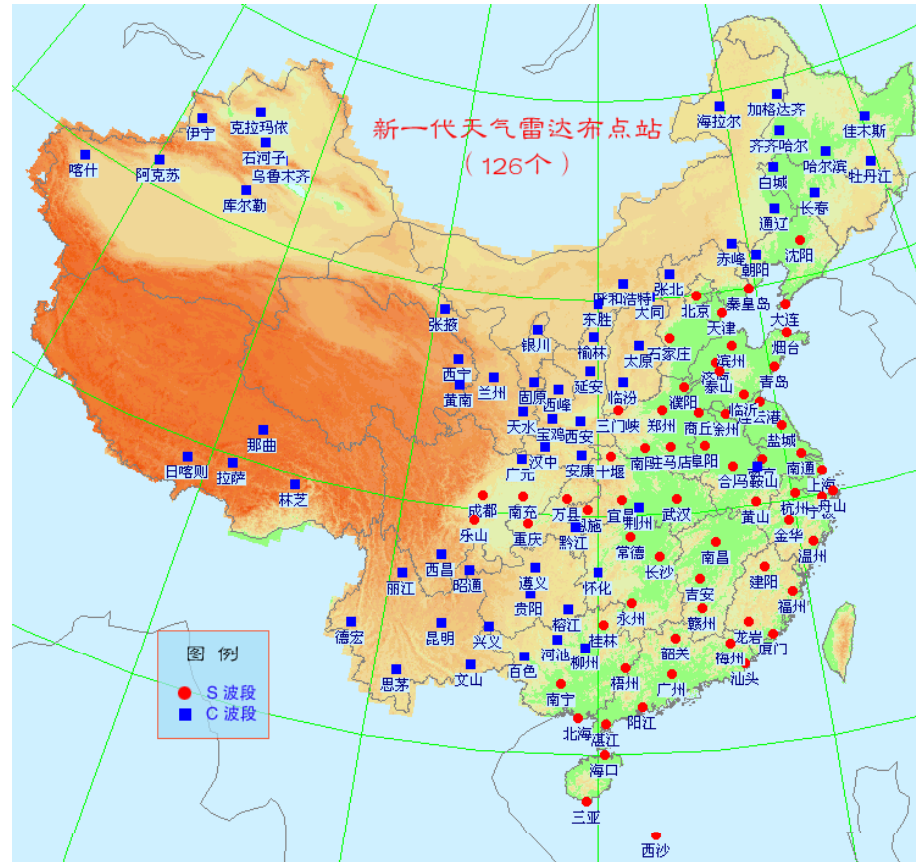 新一代天气雷达布点站
（126个）
加格达齐
海拉尔
佳木斯
伊宁
克拉玛依
齐齐哈尔
哈尔滨
石河子
乌鲁木齐
喀什
阿克苏
牡丹江
白城
库尔勒
长春
通辽
沈阳
赤峰
朝阳
张北
呼和浩特
大同
北京
秦皇岛
张掖
东胜
天津
大连
银川
榆林
太原
石家庄
滨州
烟台
西宁
兰州
延安
泰山
青岛
黄南
固原
西峰
临汾
濮阳
临沂
天水
宝鸡
西安
三门峡
郑州
商丘
徐州
盐城
那曲
日喀则
拉萨
广元
汉中
安康
十堰
驻马店
阜阳
南通
林芝
合
马鞍山
上海
成都
南充
万县
宜昌
荆州
武汉
黄山
杭州
舟山
乐山
重庆
黔江
常德
南昌
金华
温州
西昌
昭通
遵义
怀化
长沙
建阳
丽江
贵阳
吉安
福州
德宏
昆明
兴义
榕江
永州
赣州
龙岩
厦门
桂林
河池
柳州
韶关
梅州
汕头
思茅
文山
百色
梧州
广州
南宁
阳江
北海
湛江
海口
三亚
西沙
图 例
S 波段
C 波段